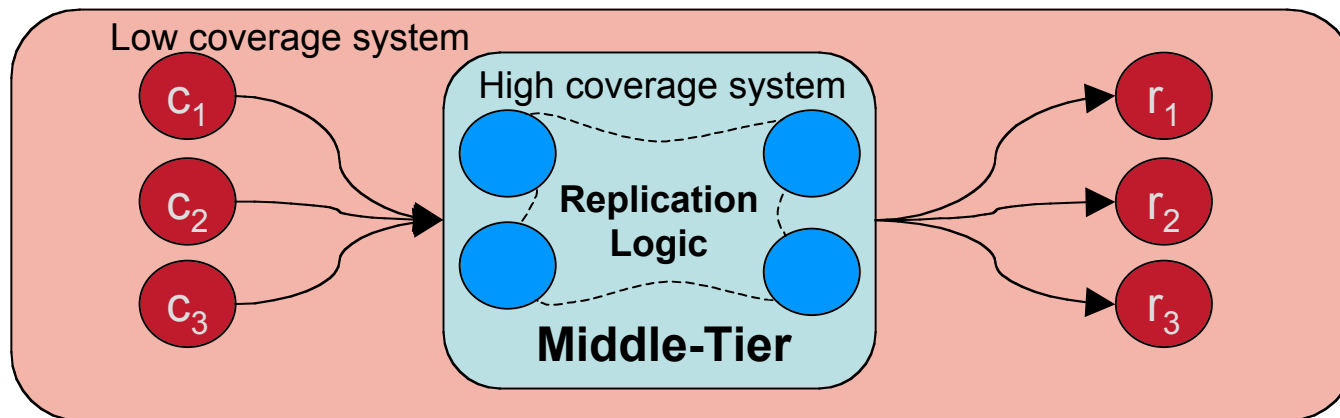 Low coverage system
High coverage system
c1
r1
c2
r2
Replication
Logic
c3
r3
Middle-Tier